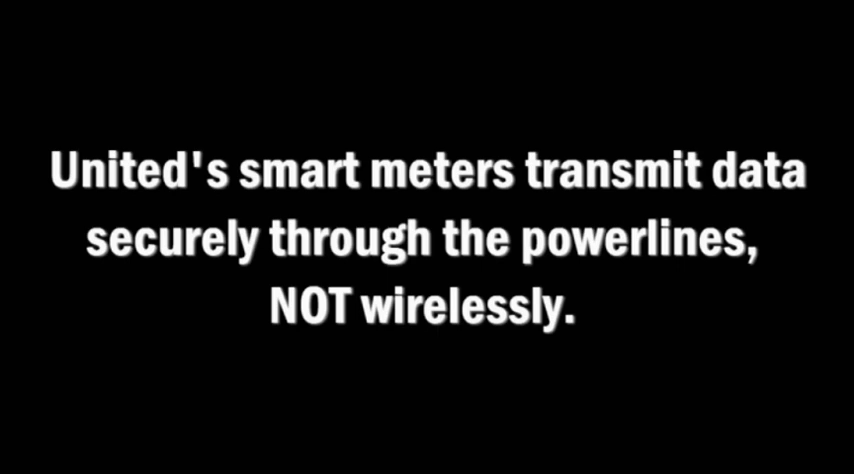 United's smart meters transmit data
securely through the powerlines,
NOT wirelessly.